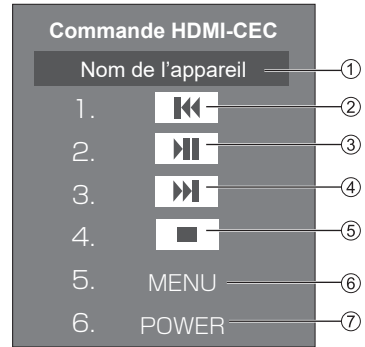 Commande HDMI-CEC
Nom de l'appareil ①
1. ②
2. ③
3. ④
4. ⑤
5. MENU ⑥
6. POWER ⑦